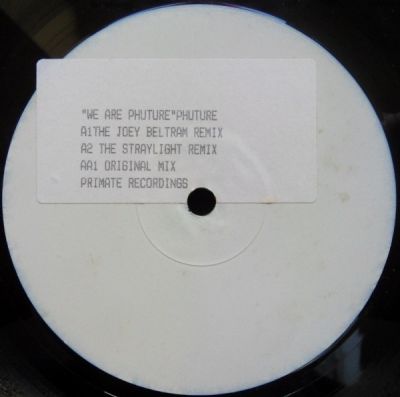 "WE ARE PHUTURE"PHUTURE
A1THE JOEY BELTRAM REMIX
A2 THE STRAYLIGHT REMIX
AA1 ORIGINAL MIX
PRIMATE RECORDINGS